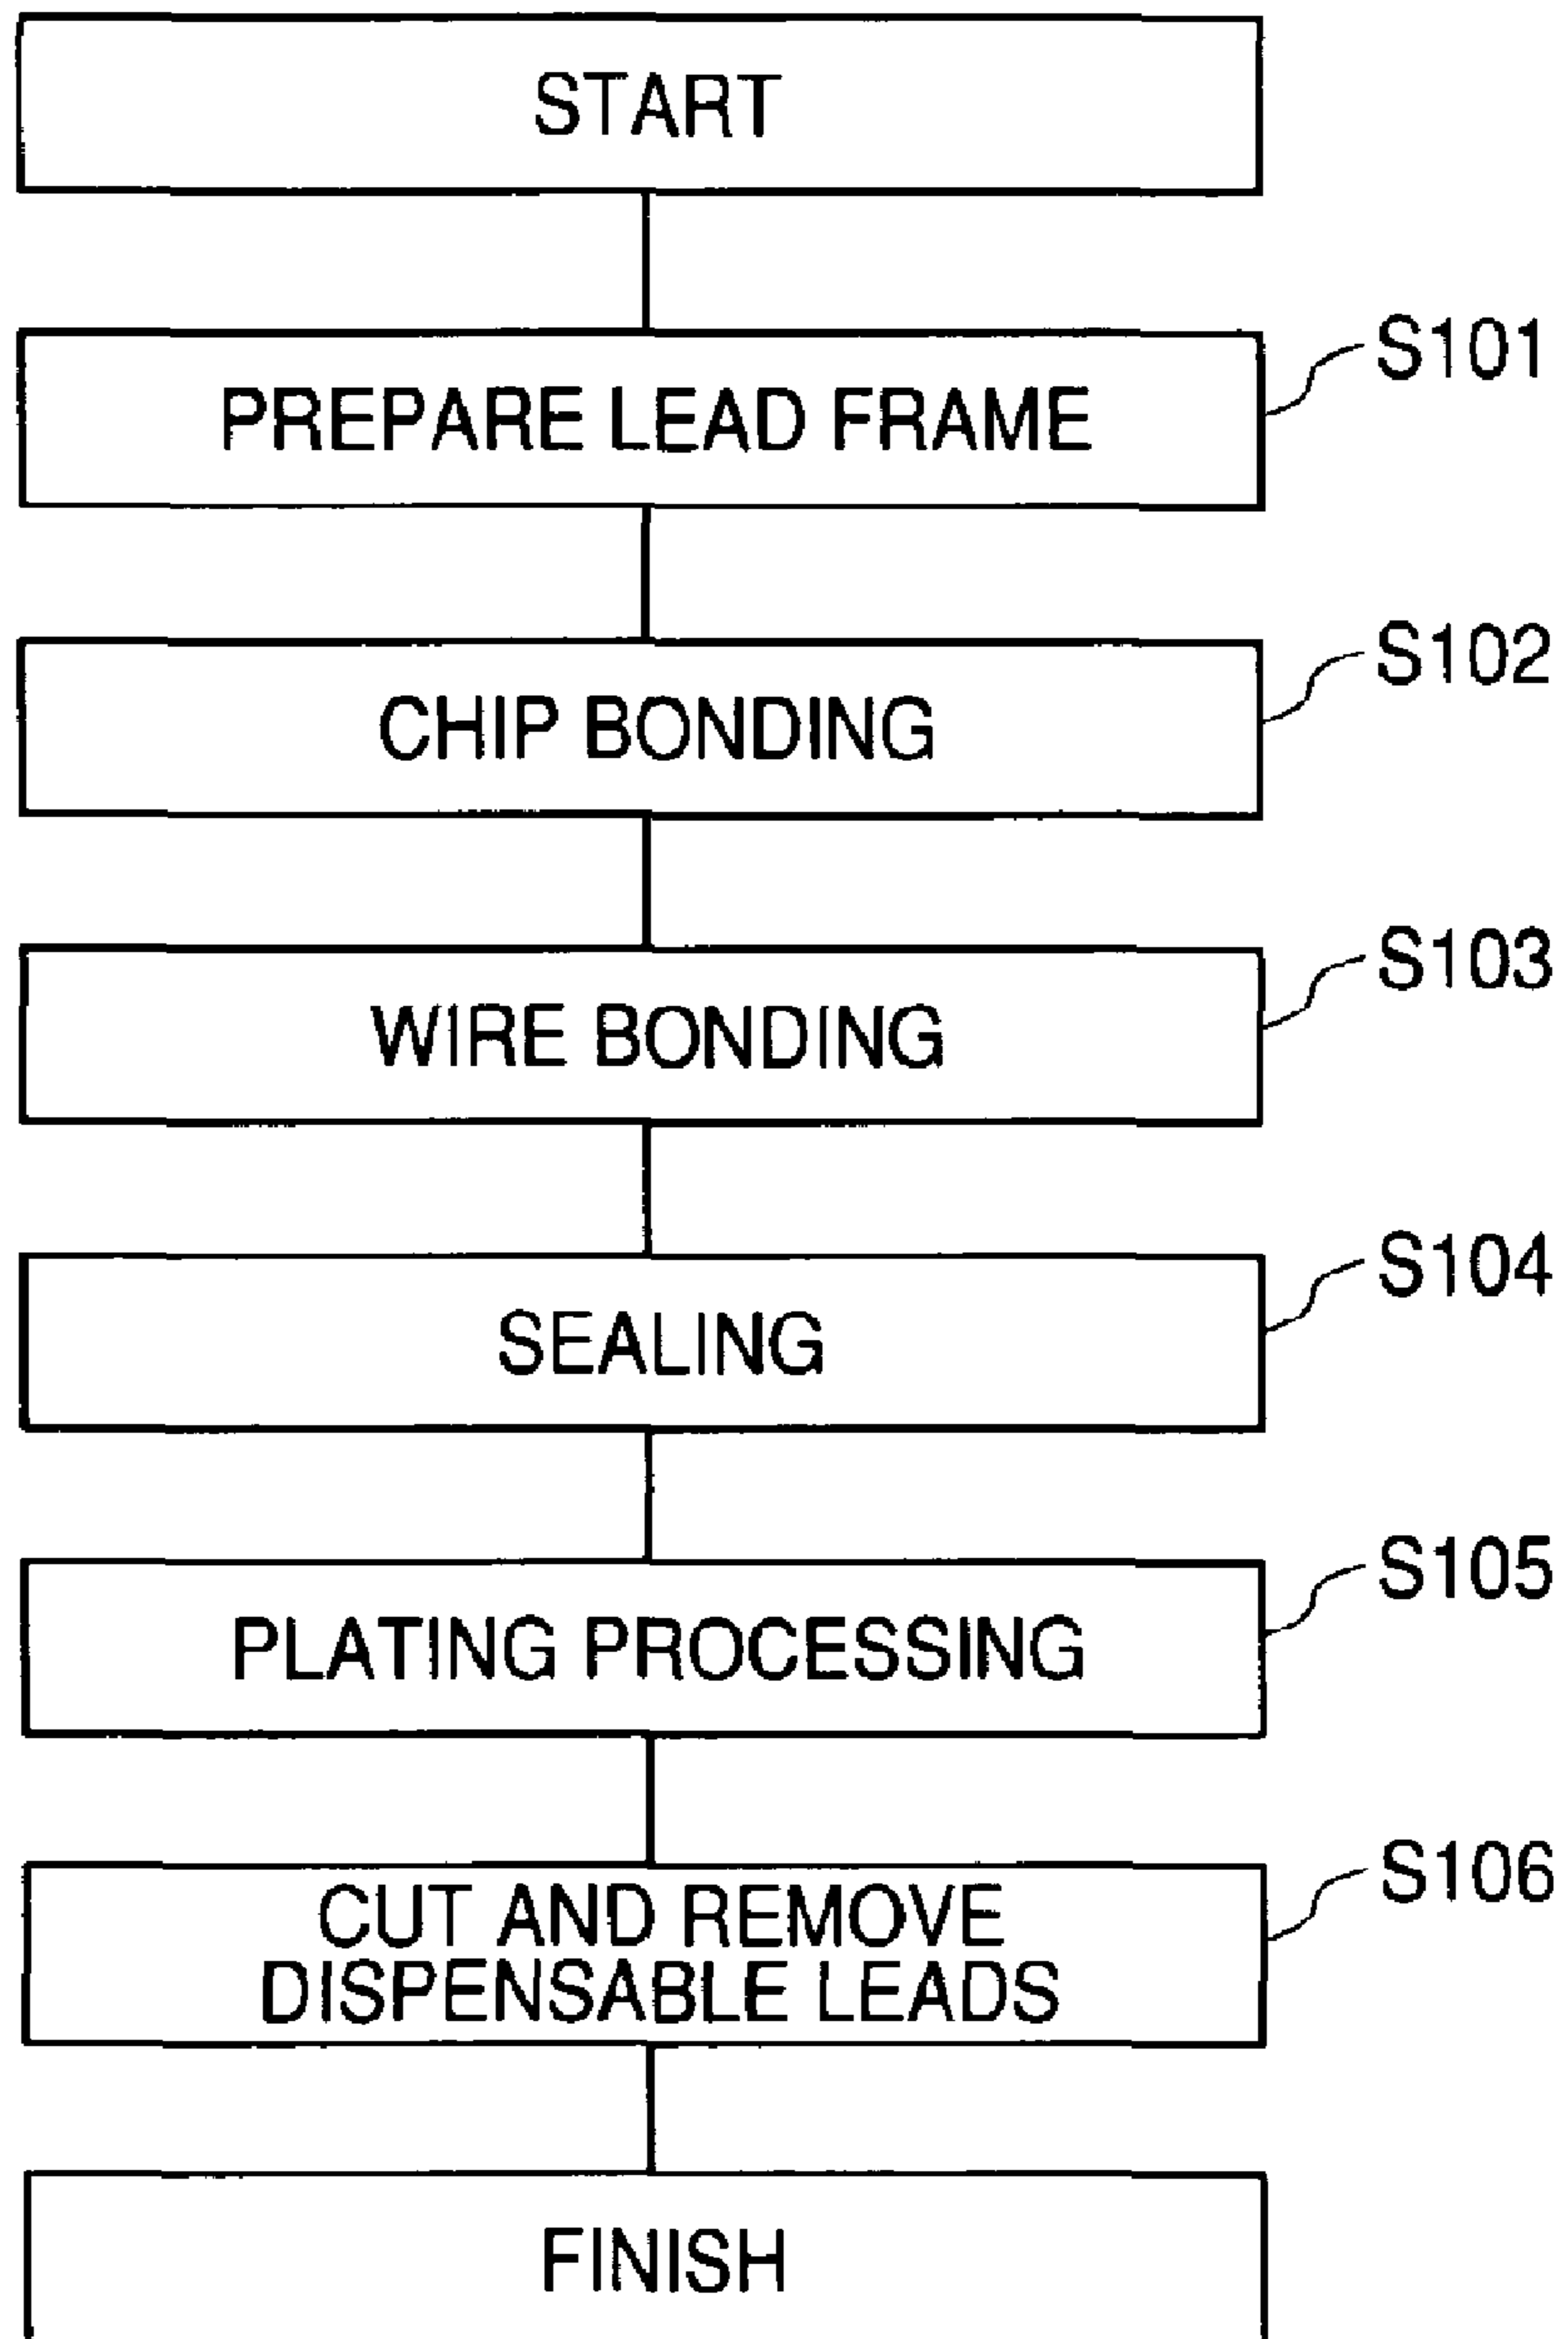 START
PREPARE LEAD FRAME
S101
CHIP BONDING
S102
WIRE BONDING
S103
SEALING
S104
PLATING PROCESSING
S105
CUT AND REMOVE
DISPENSABLE LEADS
S106
FINISH